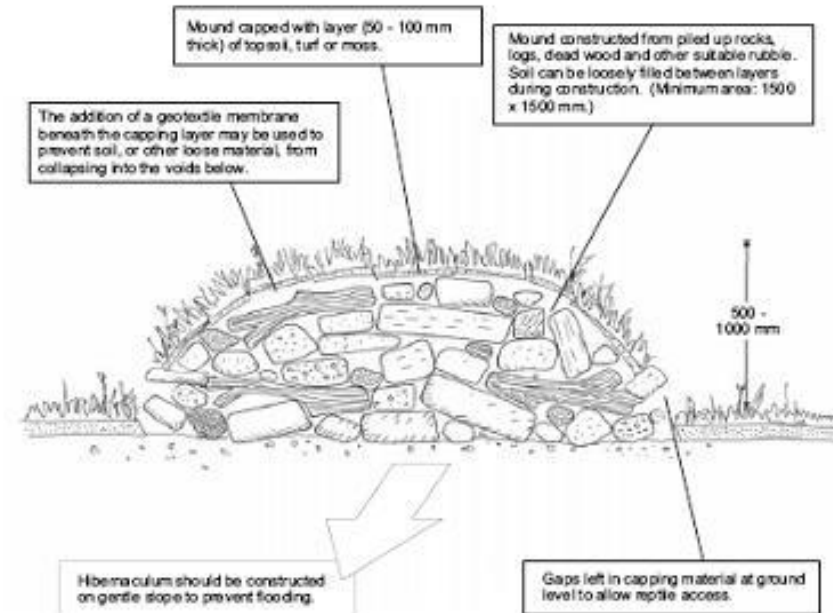 Mound capped with layer (50 - 100 mm
thick) of topsoil, turf or moss.
Mound constructed from piled up rocks,
logs, dead wood and other suitable rubble.
Soil can be loosely filled between layers
during construction. (Minimum area: 1500
x 1500 mm.)
The addition of a geotextile membrane
beneath the capping layer may be used to
prevent soil, or other loose material, from
collapsing into the voids below.
500 -
1000 mm
Hibernaculum should be constructed
on gentle slope to prevent flooding.
Gaps left in capping material at ground
level to allow reptile access.